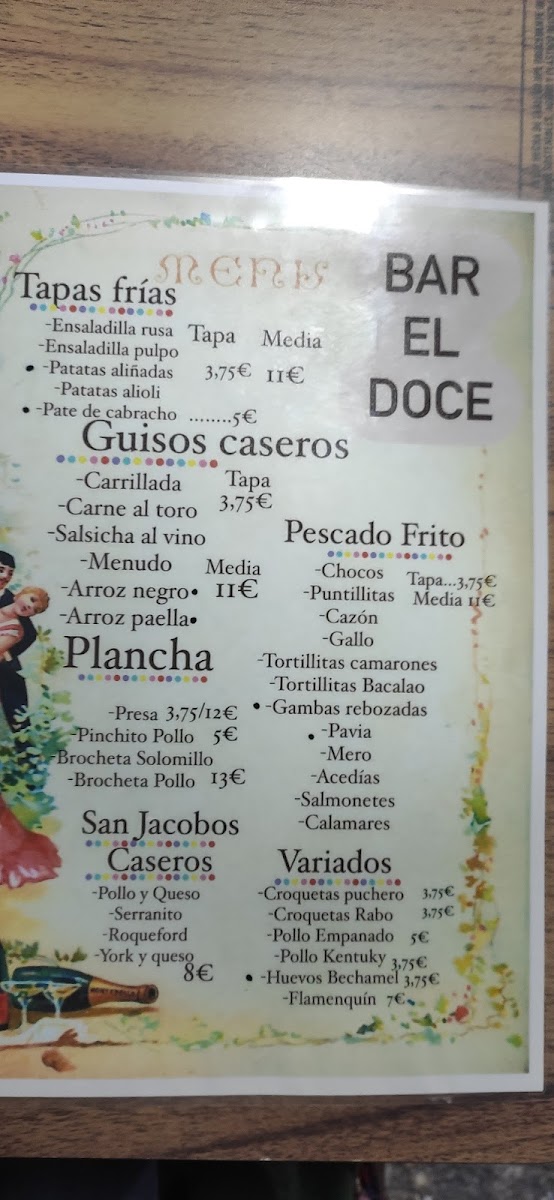 MENU
BAR
EL
DOCE
Tapas frías
-Ensaladilla rusa Tapa Media
-Ensaladilla pulpo
• -Patatas aliñadas 3,75€ 11€
-Patatas alioli
• -Pate de cabracho ........5€
Guisos caseros
-Carrillada Tapa
-Carne al toro 3,75€
-Salsicha al vino
-Menudo Media
-Arroz negro• 11€
-Arroz paella•
Plancha
-Presa 3,75/12€
-Pinchito Pollo 5€
-Brocheta Solomillo
-Brocheta Pollo 13€
San Jacobos
Caseros
-Pollo y Queso
-Serranito
-Roqueford
-York y queso
8€
Pescado Frito
-Chocos Tapa...3,75€
-Puntillitas Media 11€
-Cazón
-Gallo
-Tortillitas camarones
-Tortillitas Bacalao
• -Gambas rebozadas
• -Pavia
-Mero
-Acedías
-Salmonetes
-Calamares
Variados
-Croquetas puchero 3,75€
-Croquetas Rabo 3,75€
-Pollo Empanado 5€
-Pollo Kentuky 3,75€
• -Huevos Bechamel 3,75€
-Flamenquín 7€